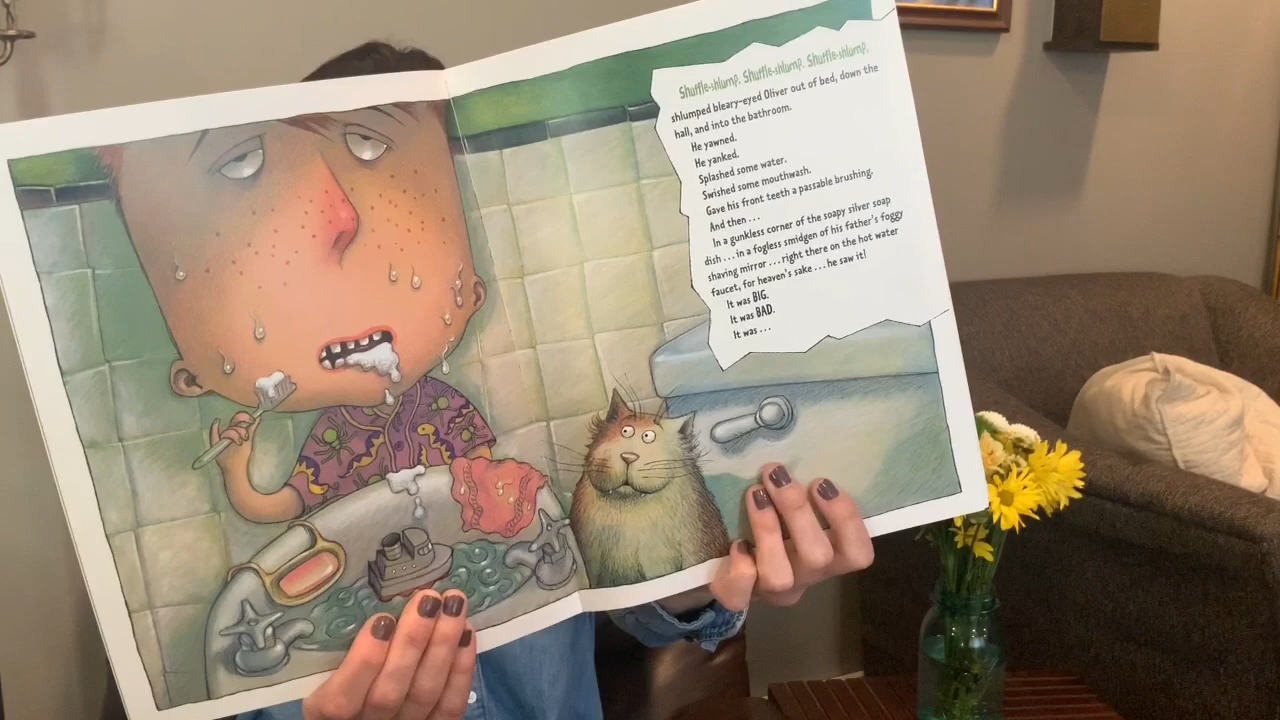 Shuffle-shlump. Shuffle-shlump. Shuffle-shlump,
shlumped bleary-eyed Oliver out of bed, down the
hall, and into the bathroom.
He yawned.
He yanked.
Splashed some water.
Swished some mouthwash.
Gave his front teeth a passable brushing.
And then . . .
In a gunkless corner of the soapy silver soap
dish . . . in a fogless smidgen of his father's foggy
shaving mirror . . . right there on the hot water
faucet, for heaven's sake . . . he saw it!
It was BIG.
It was BAD.
It was . . .